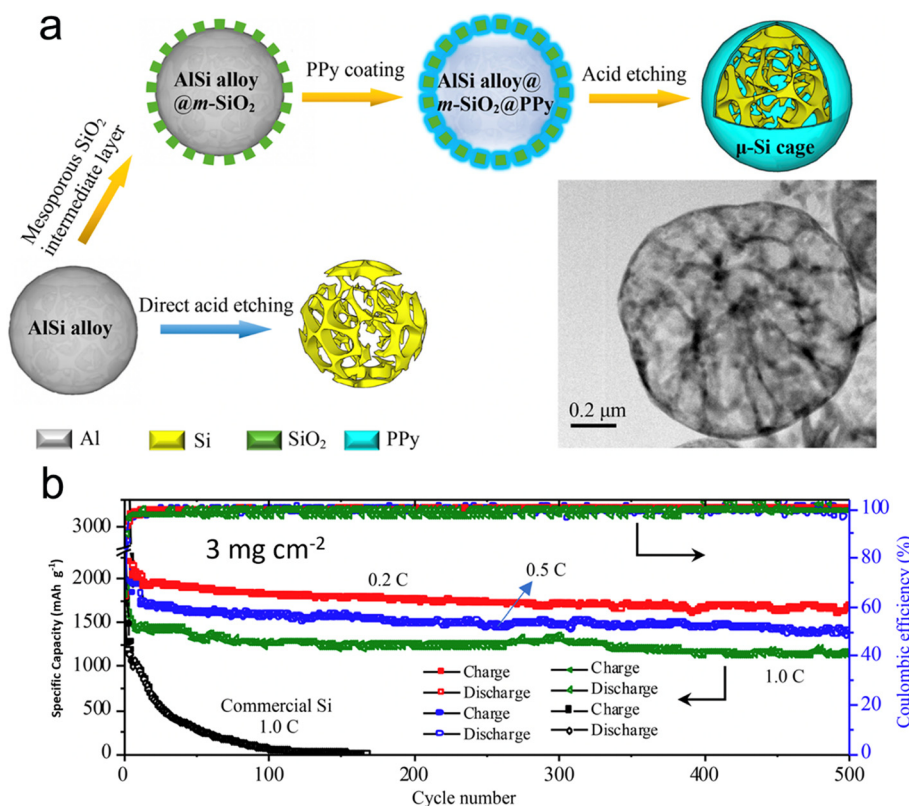 a
AlSi alloy
@m-SiO₂
PPy coating
AlSi alloy@
m-SiO₂@PPy
Acid etching
μ-Si cage
Mesoporous SiO₂
intermediate layer
AlSi alloy
Direct acid etching
0.2 μm
Al
Si
SiO₂
PPy
b
3 mg cm⁻²
0.2 C
0.5 C
1.0 C
Commercial Si
1.0 C
Charge
Discharge
Charge
Discharge
Charge
Discharge
Charge
Discharge
Specific Capacity (mAh g⁻¹)
3000
2000
1500
1000
500
0
Coulombic efficiency (%)
100
80
60
40
20
0
0 100 200 300 400 500
Cycle number